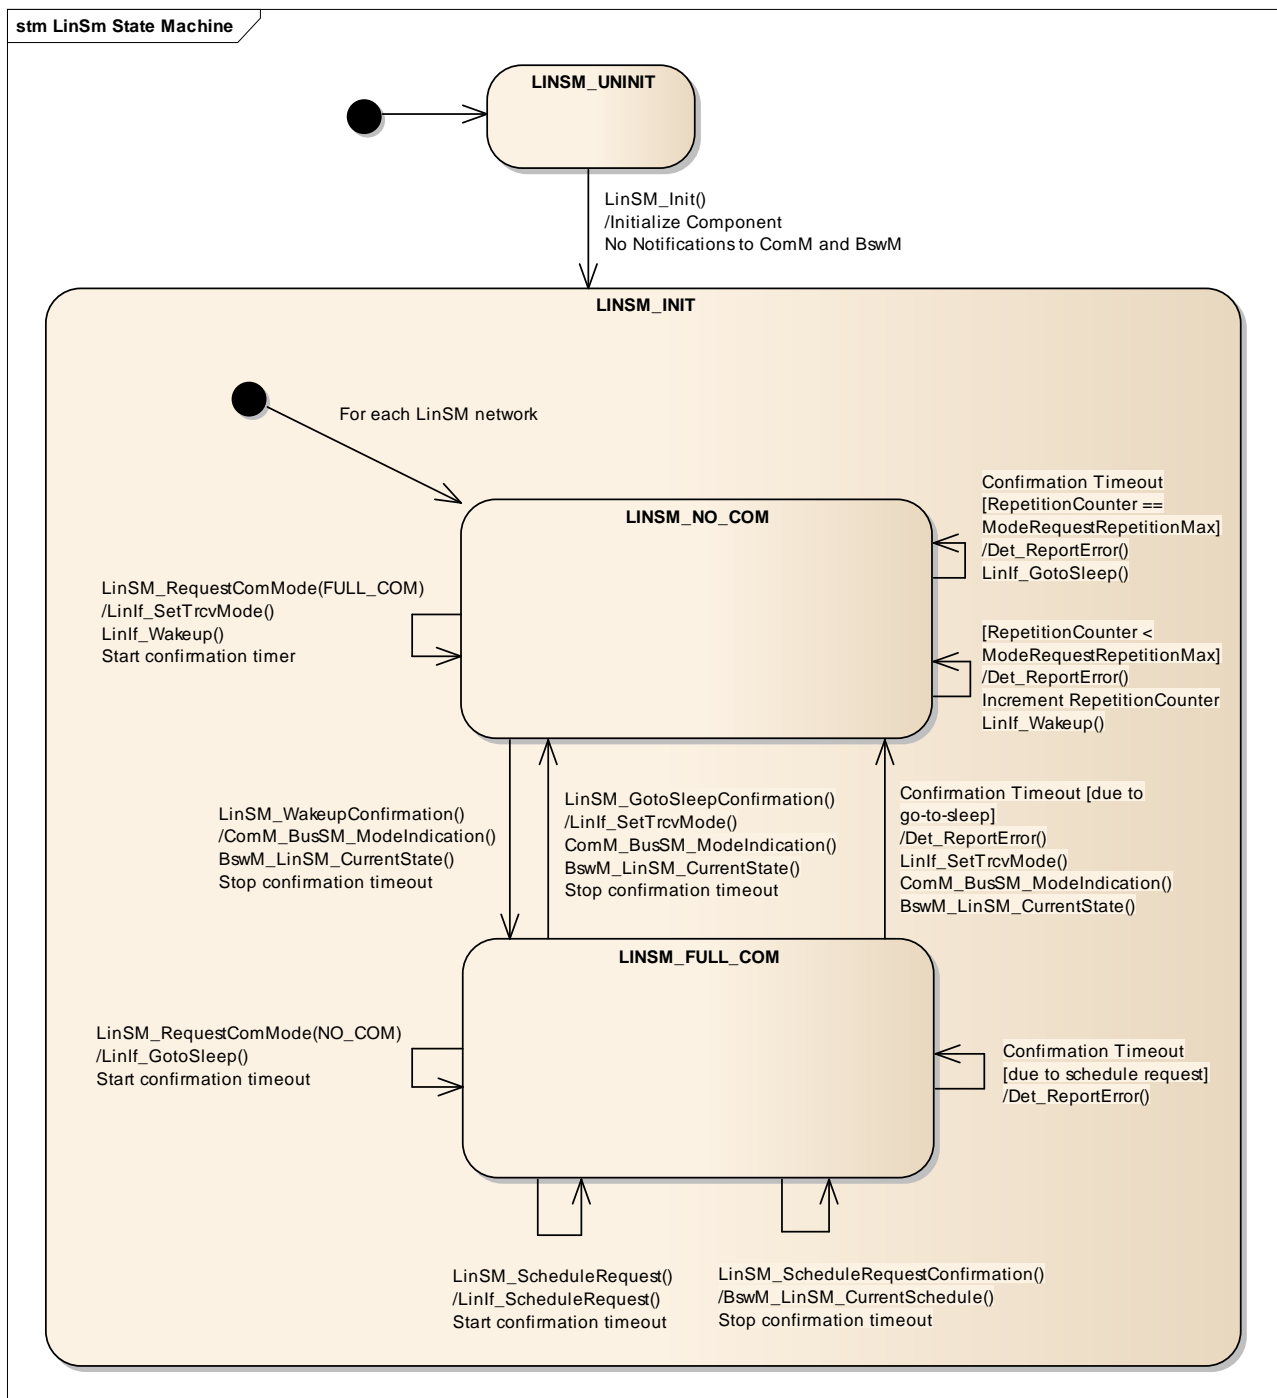 stm LinSm State Machine
LINSM_UNINIT
LinSM_Init()
/Initialize Component
No Notifications to ComM and BswM
LINSM_INIT
For each LinSM network
LINSM_NO_COM
Confirmation Timeout
[RepetitionCounter ==
ModeRequestRepetitionMax]
/Det_ReportError()
LinIf_GotoSleep()
LinSM_RequestComMode(FULL_COM)
/LinIf_SetTrcvMode()
LinIf_Wakeup()
Start confirmation timer
[RepetitionCounter <
ModeRequestRepetitionMax]
/Det_ReportError()
Increment RepetitionCounter
LinIf_Wakeup()
LinSM_WakeupConfirmation()
/ComM_BusSM_ModeIndication()
BswM_LinSM_CurrentState()
Stop confirmation timeout
LinSM_GotoSleepConfirmation()
/LinIf_SetTrcvMode()
ComM_BusSM_ModeIndication()
BswM_LinSM_CurrentState()
Stop confirmation timeout
Confirmation Timeout [due to
go-to-sleep]
/Det_ReportError()
LinIf_SetTrcvMode()
ComM_BusSM_ModeIndication()
BswM_LinSM_CurrentState()
LINSM_FULL_COM
LinSM_RequestComMode(NO_COM)
/LinIf_GotoSleep()
Start confirmation timeout
Confirmation Timeout
[due to schedule request]
/Det_ReportError()
LinSM_ScheduleRequest()
/LinIf_ScheduleRequest()
Start confirmation timeout
LinSM_ScheduleRequestConfirmation()
/BswM_LinSM_CurrentSchedule()
Stop confirmation timeout